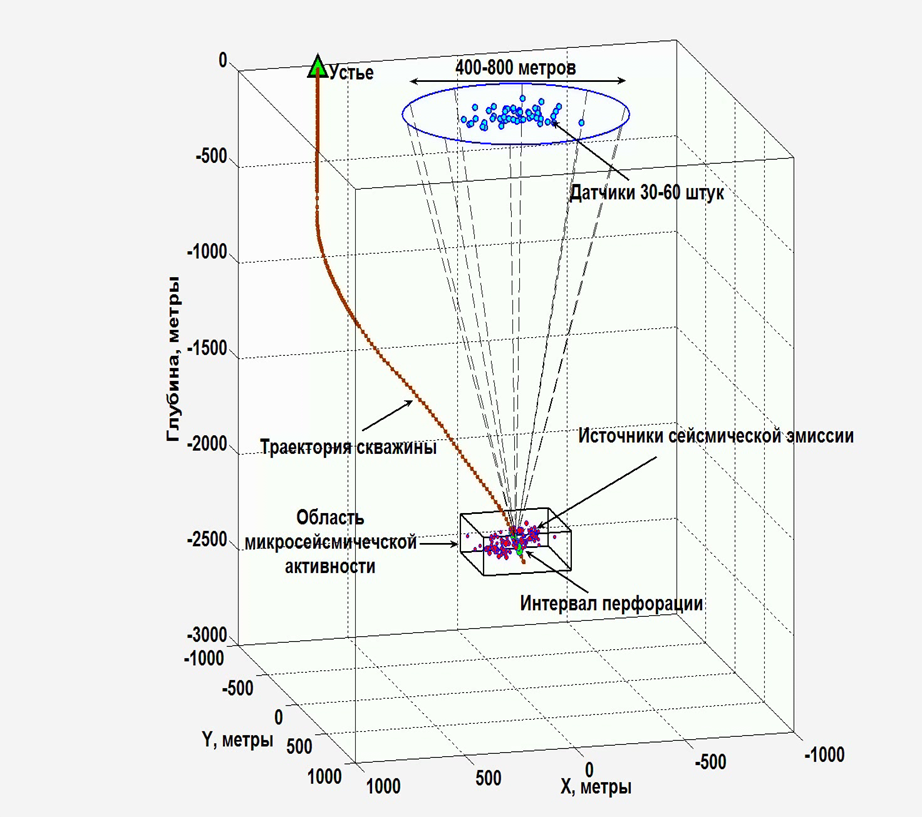 0
Устье
400-800 метров
-500
Датчики 30-60 штук
-1000
-1500
Глубина, метры
-2000
Траектория скважины
Источники сейсмической эмиссии
Область
микросейсмичечской
активности
-2500
Интервал перфорации
-3000
-1000
-500
0
Y, метры
500
1000
1000
500
0
X, метры
-500
-1000